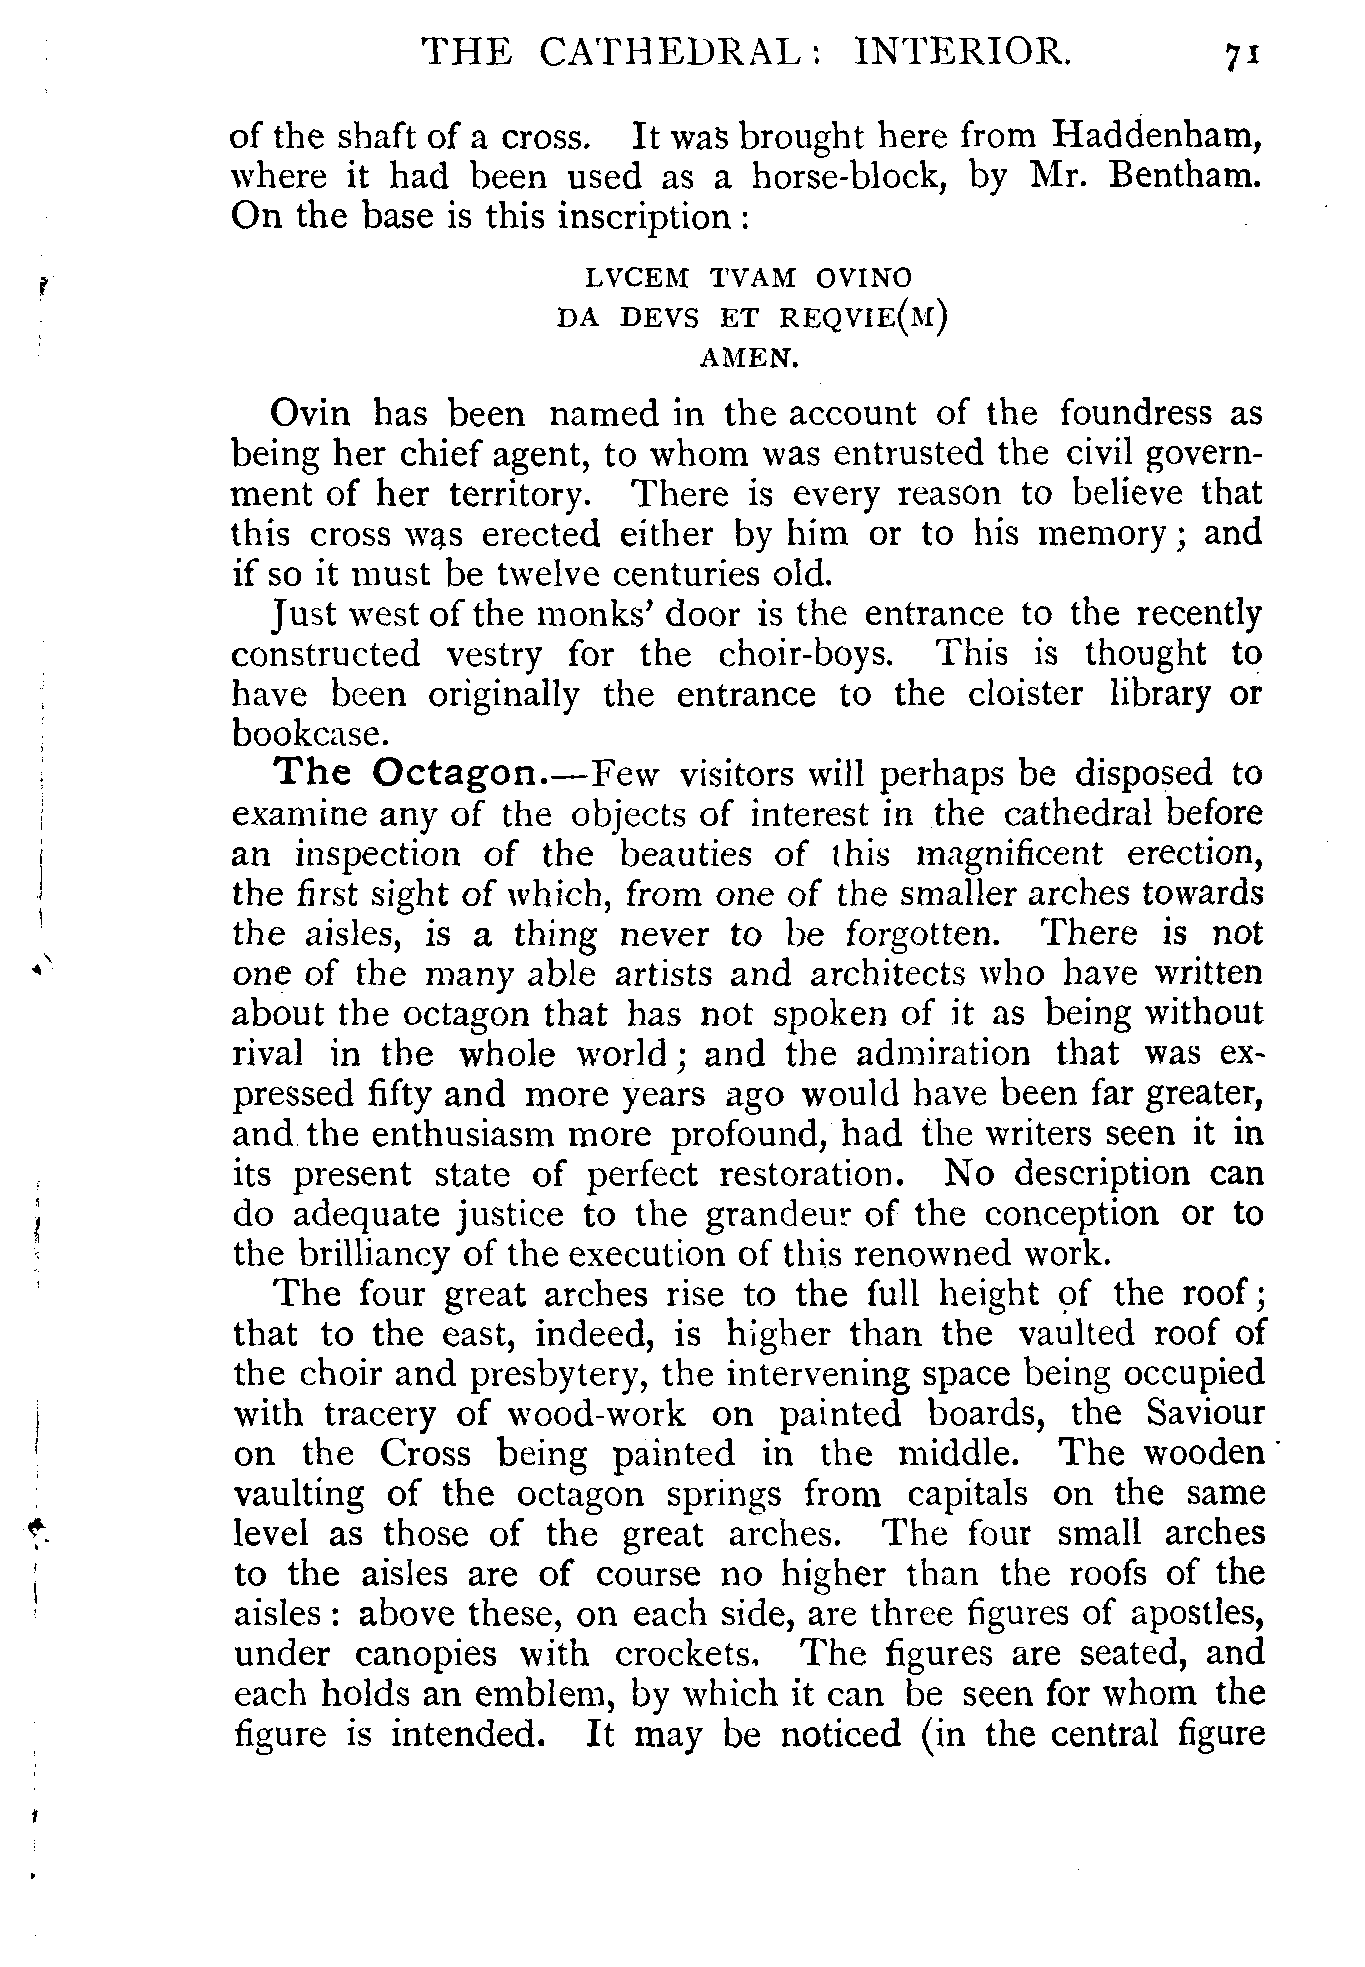 THE CATHEDRAL: INTERIOR. 71
of the shaft of a cross. It was brought here from Haddenham,
where it had been used as a horse-block, by Mr. Bentham.
On the base is this inscription:
LVCEM TVAM OVINO
DA DEVS ET REQVIE(M)
AMEN.
Ovin has been named in the account of the foundress as
being her chief agent, to whom was entrusted the civil govern-
ment of her territory. There is every reason to believe that
this cross was erected either by him or to his memory; and
if so it must be twelve centuries old.
Just west of the monks' door is the entrance to the recently
constructed vestry for the choir-boys. This is thought to
have been originally the entrance to the cloister library or
bookcase.
The Octagon.—Few visitors will perhaps be disposed to
examine any of the objects of interest in the cathedral before
an inspection of the beauties of this magnificent erection,
the first sight of which, from one of the smaller arches towards
the aisles, is a thing never to be forgotten. There is not
one of the many able artists and architects who have written
about the octagon that has not spoken of it as being without
rival in the whole world; and the admiration that was ex-
pressed fifty and more years ago would have been far greater,
and the enthusiasm more profound, had the writers seen it in
its present state of perfect restoration. No description can
do adequate justice to the grandeur of the conception or to
the brilliancy of the execution of this renowned work.
The four great arches rise to the full height of the roof;
that to the east, indeed, is higher than the vaulted roof of
the choir and presbytery, the intervening space being occupied
with tracery of wood-work on painted boards, the Saviour
on the Cross being painted in the middle. The wooden
vaulting of the octagon springs from capitals on the same
level as those of the great arches. The four small arches
to the aisles are of course no higher than the roofs of the
aisles: above these, on each side, are three figures of apostles,
under canopies with crockets. The figures are seated, and
each holds an emblem, by which it can be seen for whom the
figure is intended. It may be noticed (in the central figure